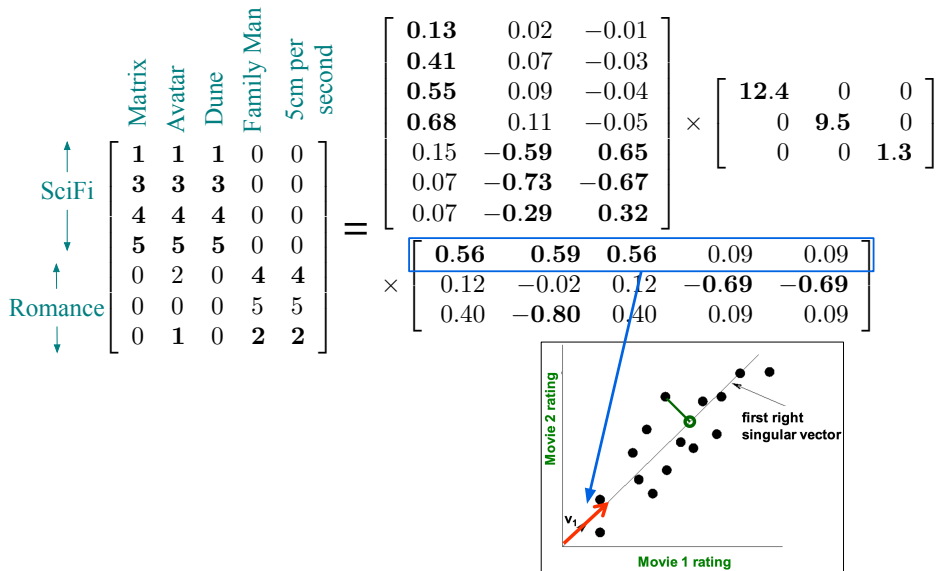 Matrix
Avatar
Dune
Family Man
5cm per
second
SciFi
Romance
1 1 1 0 0
3 3 3 0 0
4 4 4 0 0
5 5 5 0 0
0 2 0 4 4
0 0 0 5 5
0 1 0 2 2
=
0.13 0.02 −0.01
0.41 0.07 −0.03
0.55 0.09 −0.04
0.68 0.11 −0.05
0.15 −0.59 0.65
0.07 −0.73 −0.67
0.07 −0.29 0.32
×
12.4 0 0
0 9.5 0
0 0 1.3
×
0.56 0.59 0.56 0.09 0.09
0.12 −0.02 0.12 −0.69 −0.69
0.40 −0.80 0.40 0.09 0.09
Movie 2 rating
first right
singular vector
v1
Movie 1 rating